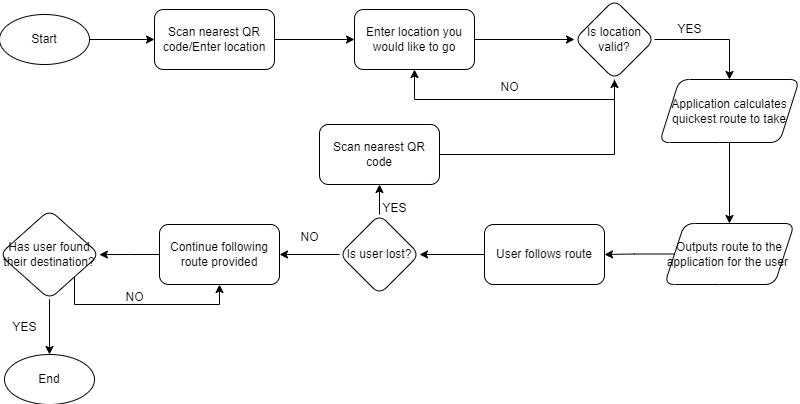 Start
Scan nearest QR
code/Enter location
Enter location you
would like to go
Is location
valid?
YES
NO
Application calculates
quickest route to take
Scan nearest QR
code
YES
Outputs route to the
application for the user
User follows route
Is user lost?
NO
Continue following
route provided
Has user found
their destination?
NO
YES
End